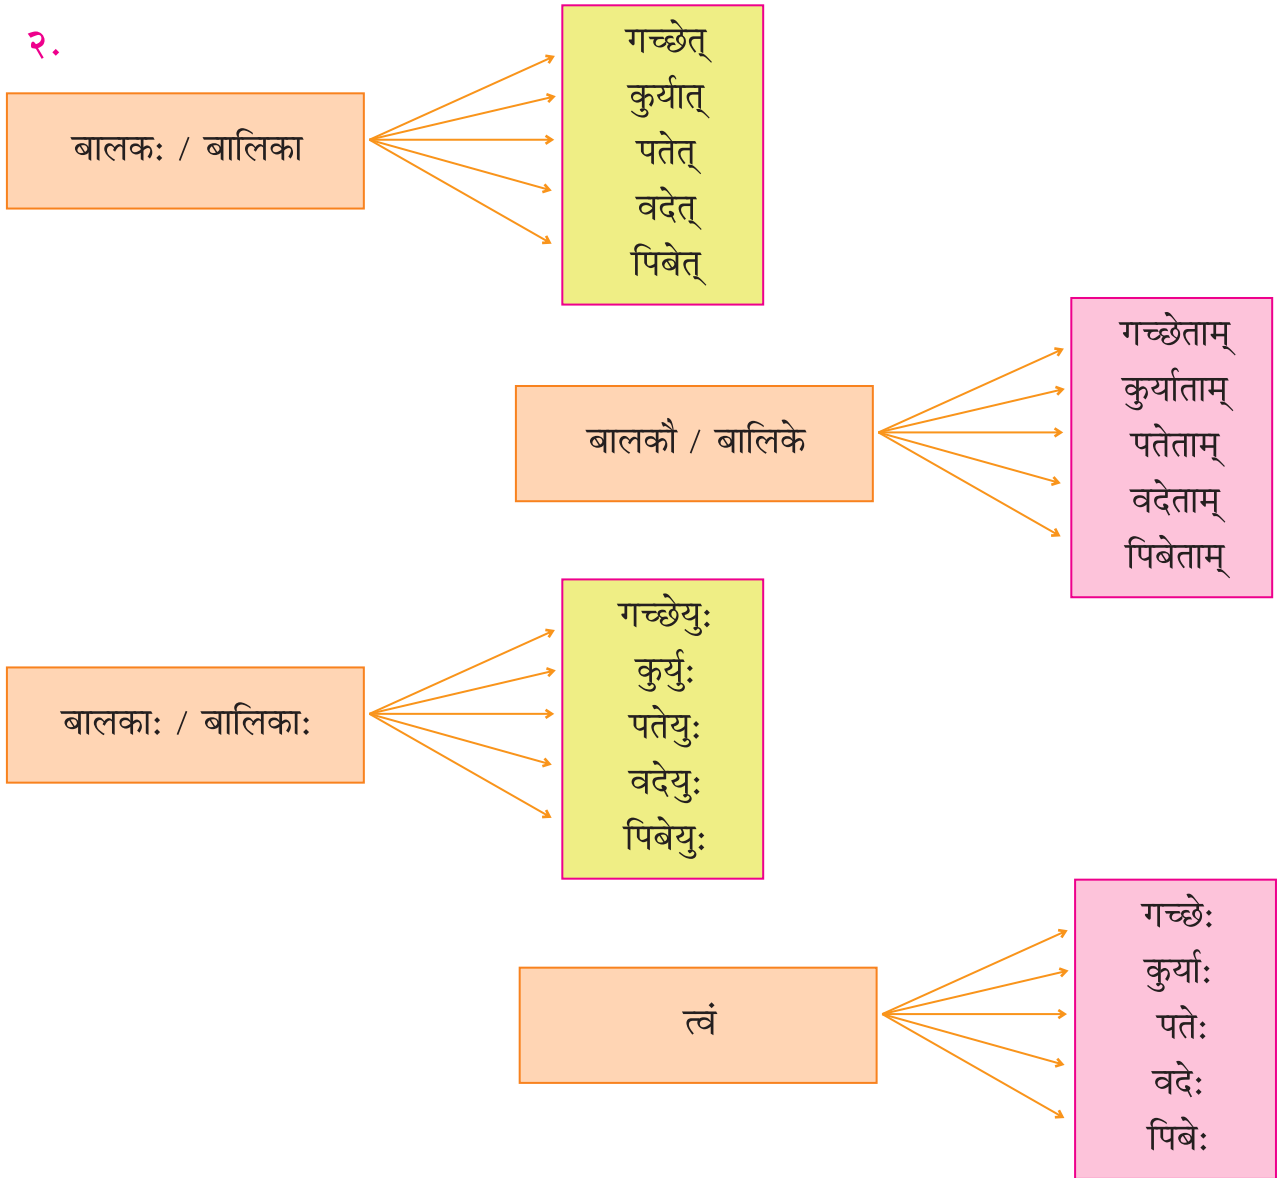 २.
बालकः / बालिका
गच्छेत्
कुर्यात्
पतेत्
वदेत्
पिबेत्
बालकौ / बालिके
गच्छेताम्
कुर्याताम्
पतेताम्
वदेताम्
पिबेताम्
बालकाः / बालिकाः
गच्छेयुः
कुर्युः
पतेयुः
वदेयुः
पिबेयुः
त्वं
गच्छेः
कुर्याः
पतेः
वदेः
पिबेः